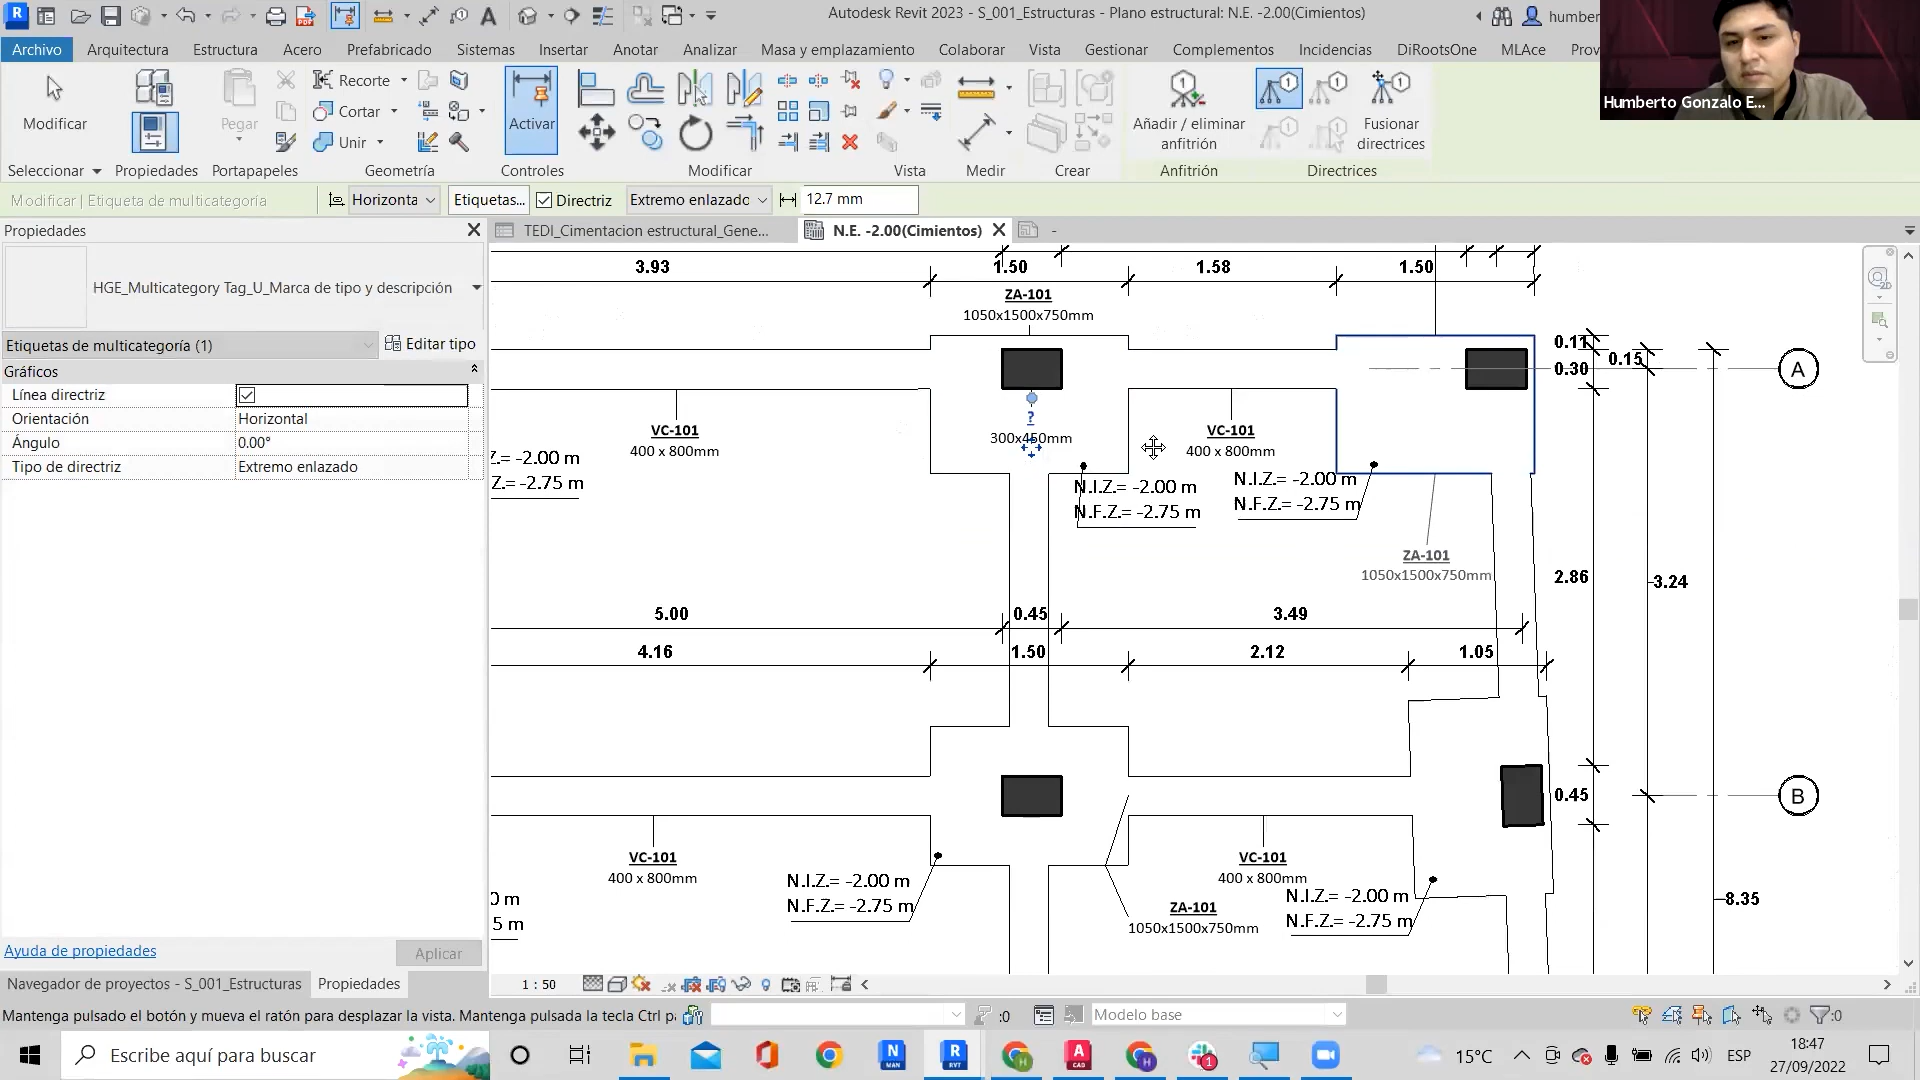 Autodesk Revit 2023 - S_001_Estructuras - Plano estructural: N.E. -2.00(Cimientos)
Archivo Arquitectura Estructura Acero Prefabricado Sistemas Insertar Anotar Analizar Masa y emplazamiento Colaborar Vista Gestionar Complementos Incidencias DiRootsOne MLAce
Humberto Gonzalo E...
Modificar
Pegar
Recorte
Cortar
Unir
Activar
Añadir / eliminar
anfitrión
Fusionar
directrices
Seleccionar Propiedades Portapapeles Geometría Controles Modificar Vista Medir Crear Anfitrión Directrices
Modificar | Etiqueta de multicategoría
Horizonta Etiquetas... Directriz Extremo enlazado 12.7 mm
Propiedades
TEDI_Cimentacion estructural_Gene...
N.E. -2.00(Cimientos)
HGE_Multicategory Tag_U_Marca de tipo y descripción
Etiquetas de multicategoría (1)
Editar tipo
Gráficos
Línea directriz
Orientación Horizontal
Ángulo 0.00°
Tipo de directriz Extremo enlazado
3.93 1.50 1.58 1.50
ZA-101
1050x1500x750mm
0.11
0.15
0.30
A
VC-101
400 x 800mm
?
300x450mm
VC-101
400 x 800mm
Z.= -2.00 m
Z.= -2.75 m
N.I.Z.= -2.00 m
N.F.Z.= -2.75 m
N.I.Z.= -2.00 m
N.F.Z.= -2.75 m
ZA-101
1050x1500x750mm
2.86
3.24
5.00 0.45 3.49
4.16 1.50 2.12 1.05
0.45
B
VC-101
400 x 800mm
VC-101
400 x 800mm
0 m
5 m
N.I.Z.= -2.00 m
N.F.Z.= -2.75 m
ZA-101
1050x1500x750mm
N.I.Z.= -2.00 m
N.F.Z.= -2.75 m
8.35
Ayuda de propiedades
Aplicar
Navegador de proyectos - S_001_Estructuras
Propiedades
1 : 50
Mantenga pulsado el botón y mueva el ratón para desplazar la vista. Mantenga pulsada la tecla Ctrl
:0
Modelo base
:0
Escribe aquí para buscar
15°C
ESP
18:47
27/09/2022